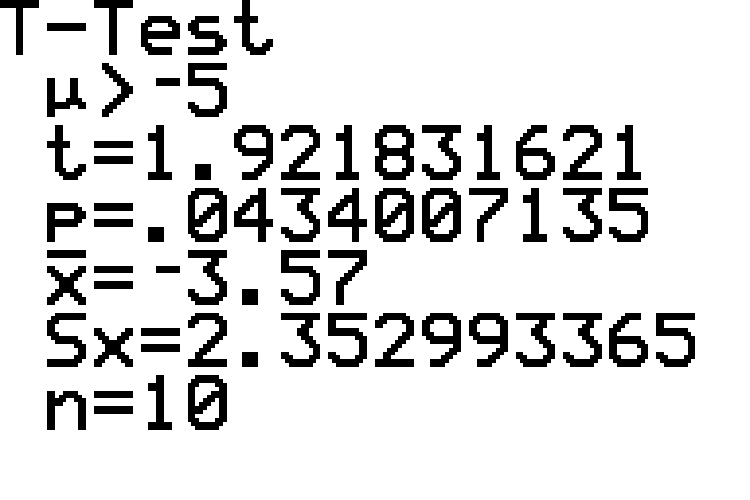 T-Test
μ>⁻5
t=1.921831621
p=.0434007135
x̄=⁻3.57
Sx=2.352993365
n=10